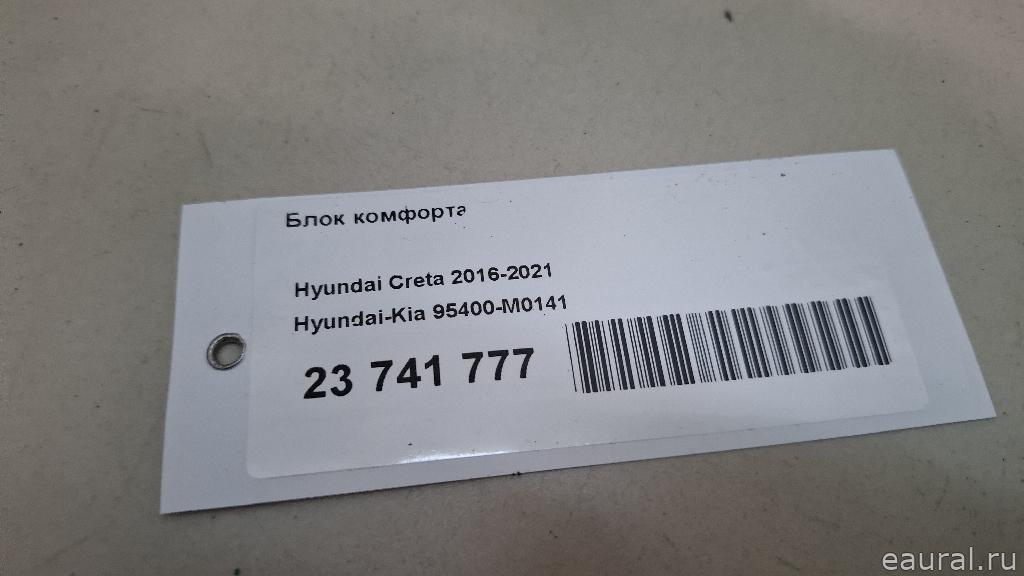 Блок комфорта
Hyundai Creta 2016-2021
Hyundai-Kia 95400-M0141
23 741 777
eaural.ru